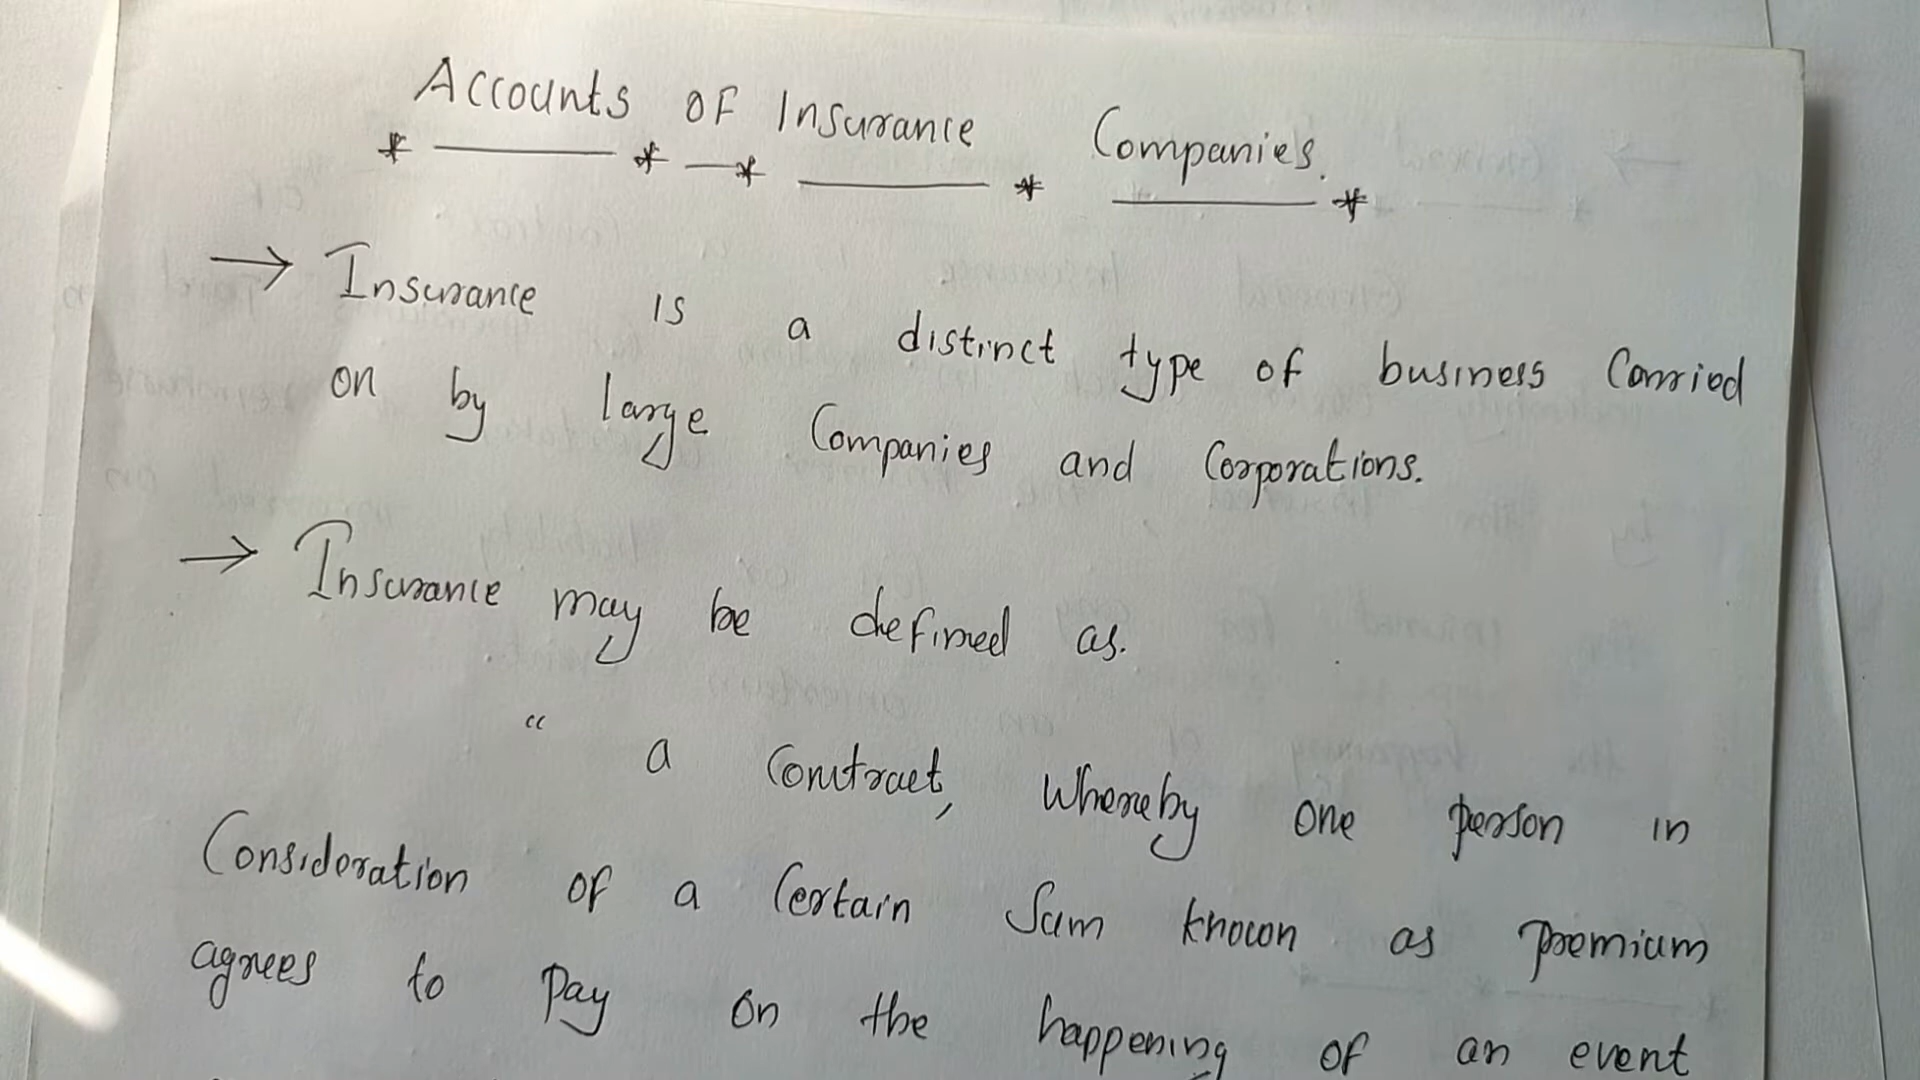 Accounts OF Insurance Companies.
→ Insurance is a distinct type of business Carried
on by large Companies and Corporations.
→ Insurance may be defined as.
“ a Contract, Whereby one person in
Consideration of a Certain Sum known as premium
agrees to pay on the happening of an event